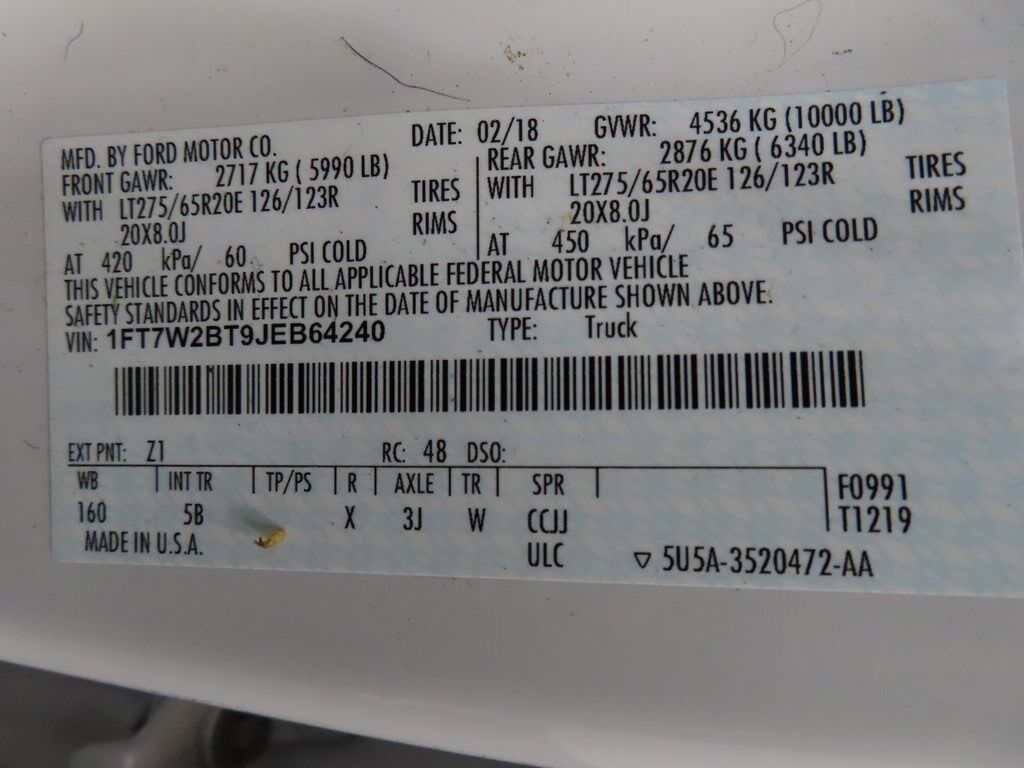 MFD. BY FORD MOTOR CO. DATE: 02/18 GVWR: 4536 KG (10000 LB)
FRONT GAWR: 2717 KG ( 5990 LB) REAR GAWR: 2876 KG ( 6340 LB)
WITH LT275/65R20E 126/123R TIRES WITH LT275/65R20E 126/123R TIRES
20X8.0J RIMS 20X8.0J RIMS
AT 420 kPa/ 60 PSI COLD AT 450 kPa/ 65 PSI COLD
THIS VEHICLE CONFORMS TO ALL APPLICABLE FEDERAL MOTOR VEHICLE
SAFETY STANDARDS IN EFFECT ON THE DATE OF MANUFACTURE SHOWN ABOVE.
VIN: 1FT7W2BT9JEB64240 TYPE: Truck
EXT PNT: Z1 RC: 48 DSO:
WB INT TR TP/PS R AXLE TR SPR F0991
160 5B X 3J W CCJJ T1219
MADE IN U.S.A. ULC ▽ 5U5A-3520472-AA